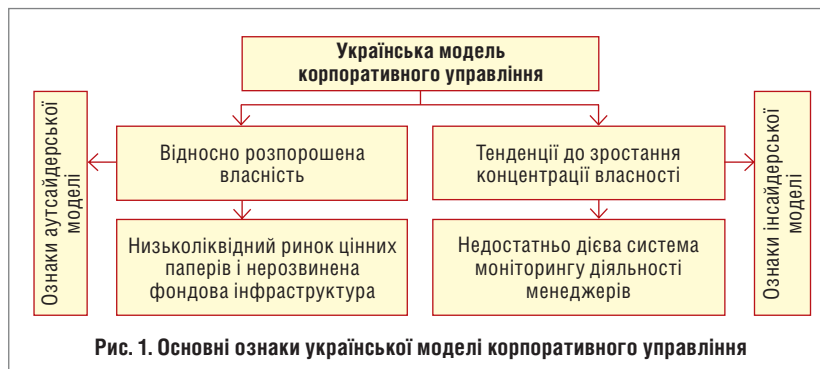 Українська модель
корпоративного управління
Ознаки аутсайдерської
моделі
Відносно розпорошена
власність
Тенденції до зростання
концентрації власності
Ознаки інсайдерської
моделі
Низьколіквідний ринок цінних
паперів і нерозвинена
фондова інфраструктура
Недостатньо дієва система
моніторингу діяльності
менеджерів
Рис. 1. Основні ознаки української моделі корпоративного управління